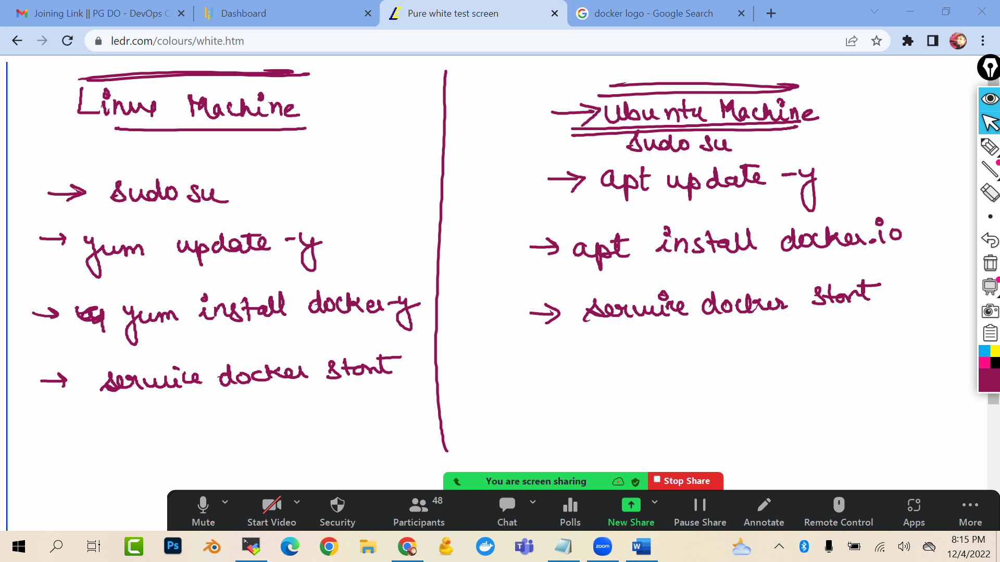 Joining Link || PG DO - DevOps C
Dashboard
Pure white test screen
docker logo - Google Search
ledr.com/colours/white.htm
Linux Machine
→ sudo su
→ yum update -y
→ yum install docker -y
→ service docker start
→ Ubuntu Machine
sudo su
→ apt update -y
→ apt install docker.io
→ service docker start
You are screen sharing
Stop Share
Mute
Start Video
Security
48
Participants
Chat
Polls
New Share
Pause Share
Annotate
Remote Control
Apps
More
Ps
zoom
W
8:15 PM
12/4/2022